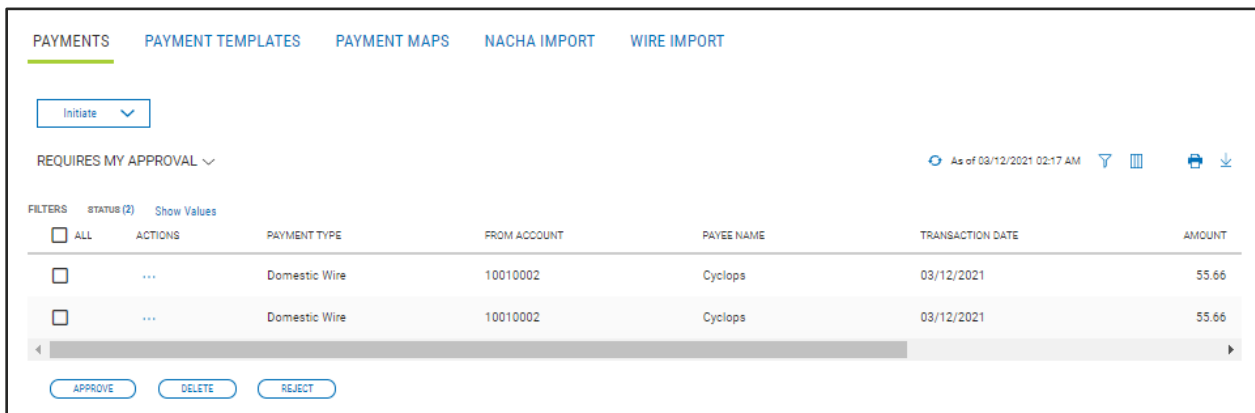 PAYMENTS PAYMENT TEMPLATES PAYMENT MAPS NACHA IMPORT WIRE IMPORT
Initiate
REQUIRES MY APPROVAL As of 03/12/2021 02:17 AM
FILTERS STATUS (2) Show Values
ALL ACTIONS PAYMENT TYPE FROM ACCOUNT PAYEE NAME TRANSACTION DATE AMOUNT
... Domestic Wire 10010002 Cyclops 03/12/2021 55.66
... Domestic Wire 10010002 Cyclops 03/12/2021 55.66
APPROVE DELETE REJECT